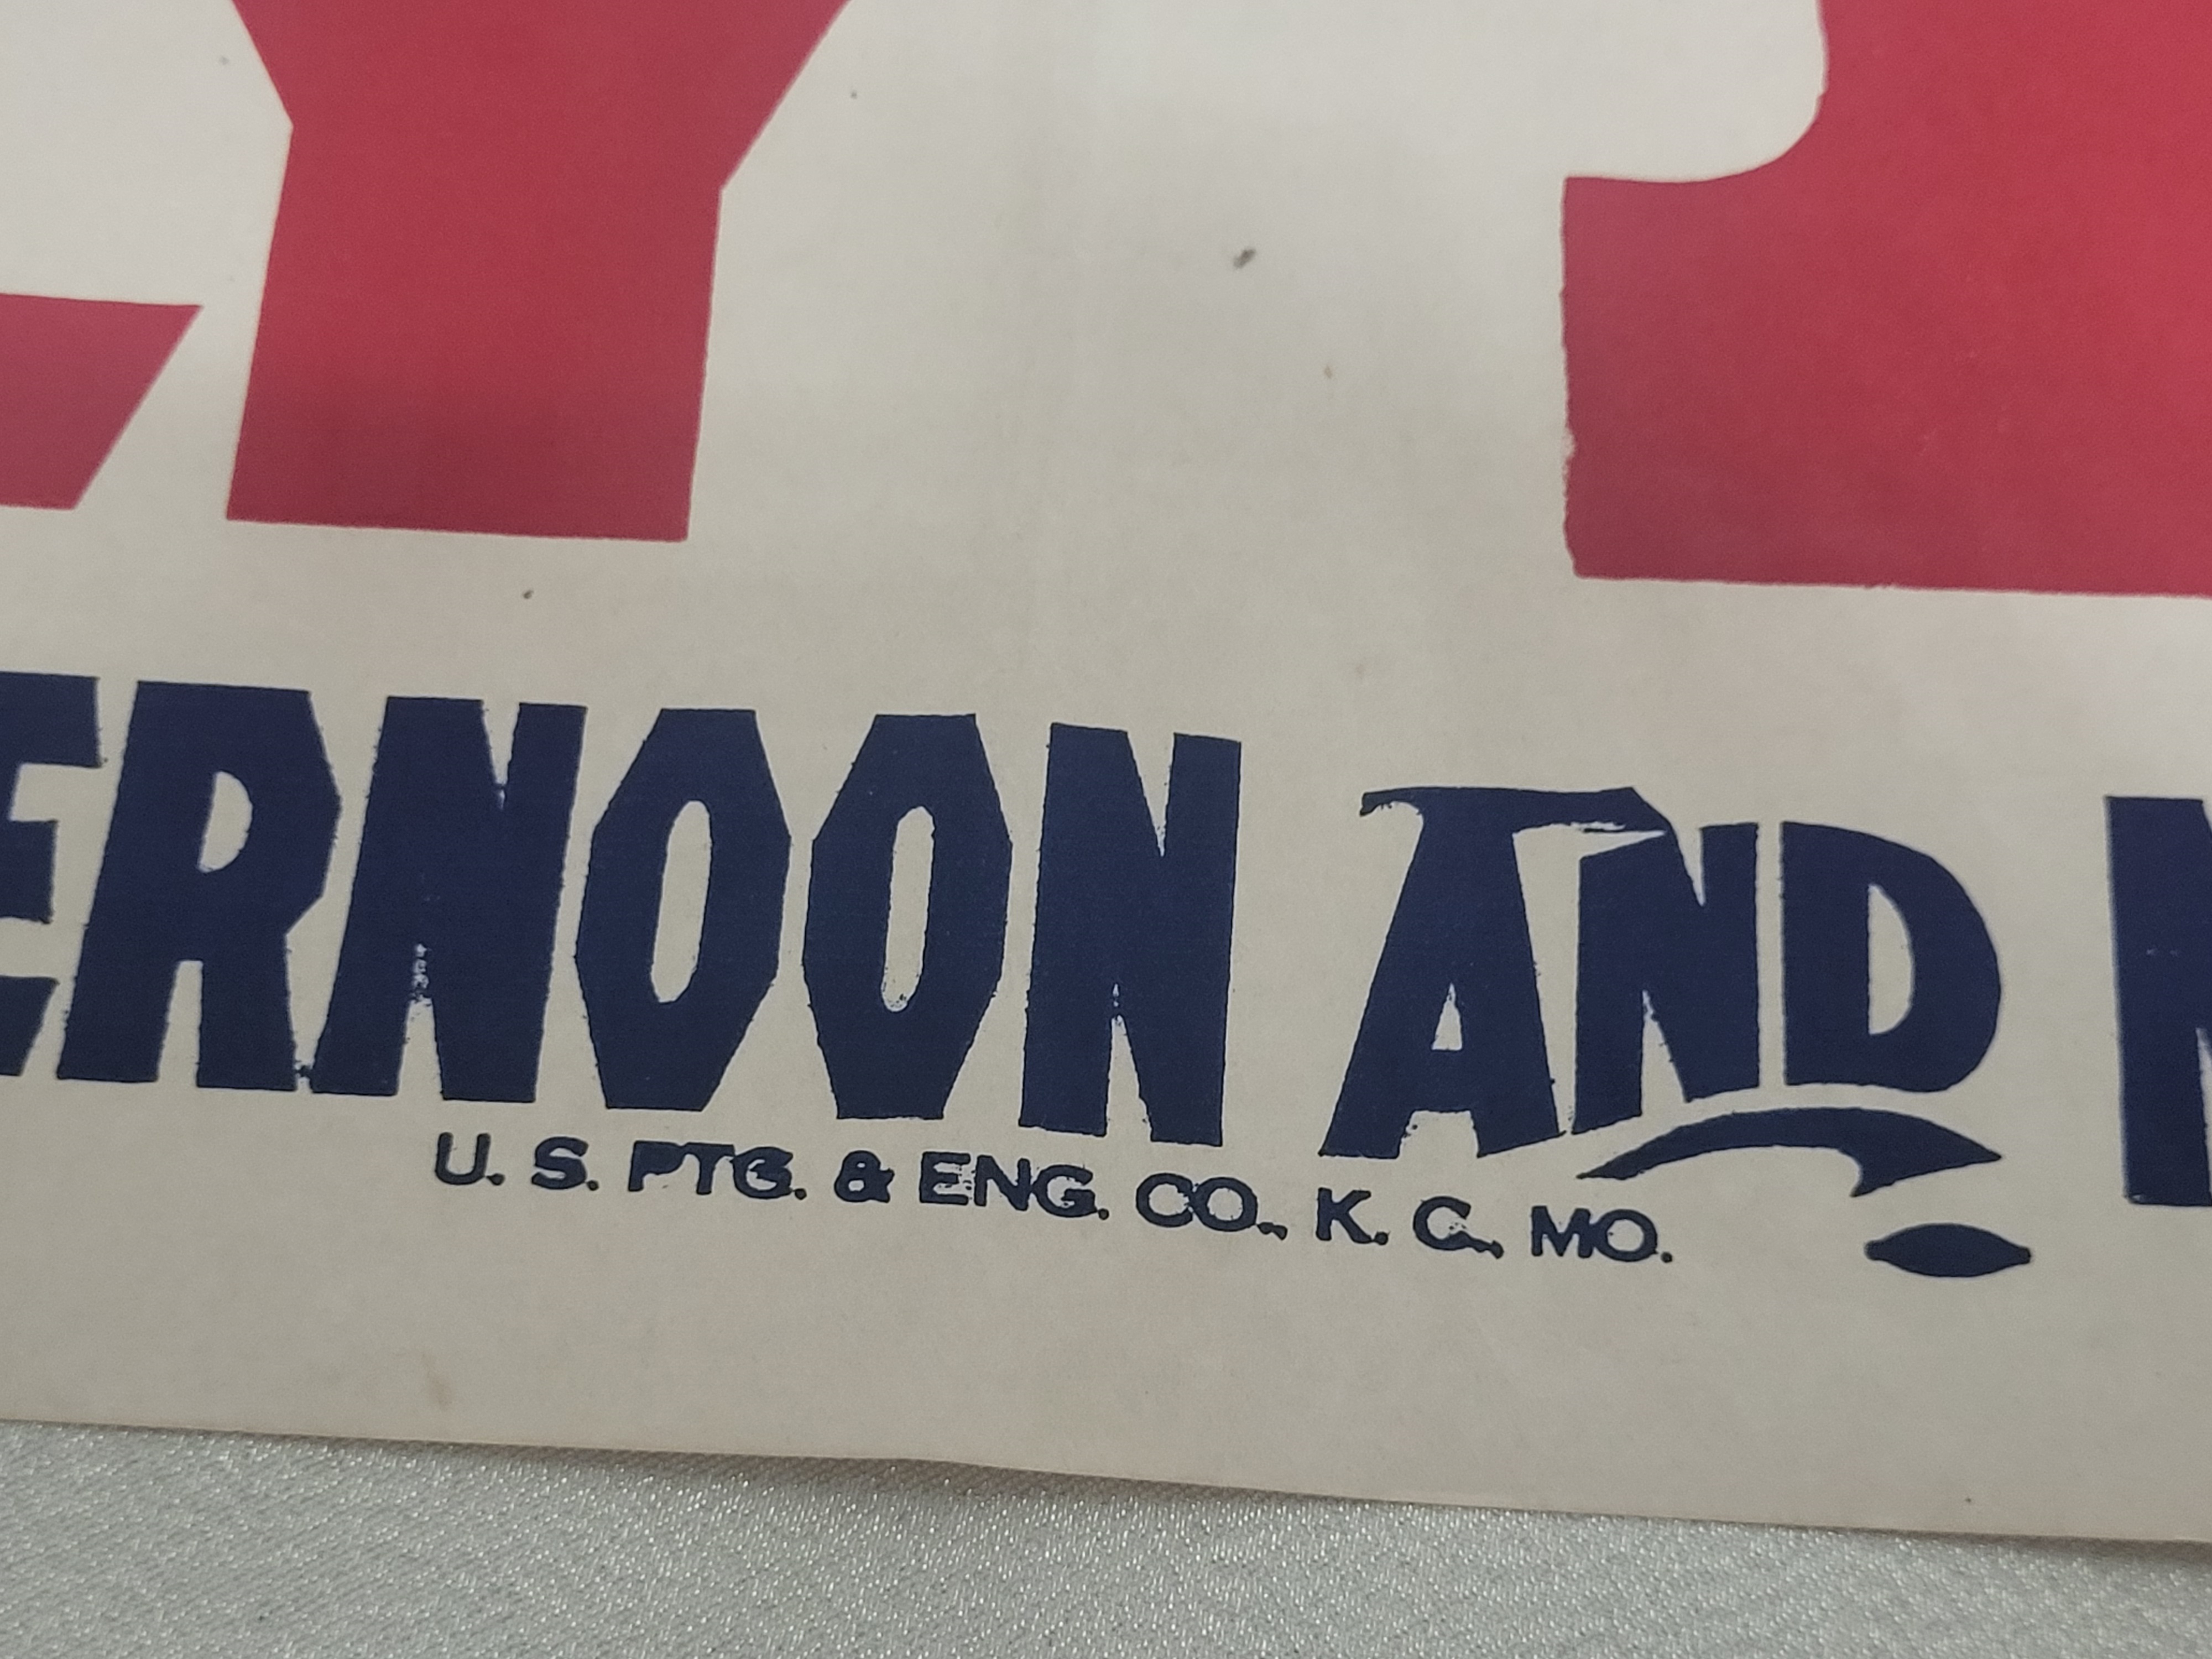 Y
ERNOON AND
U. S. PTG. & ENG. CO., K. C., MO.